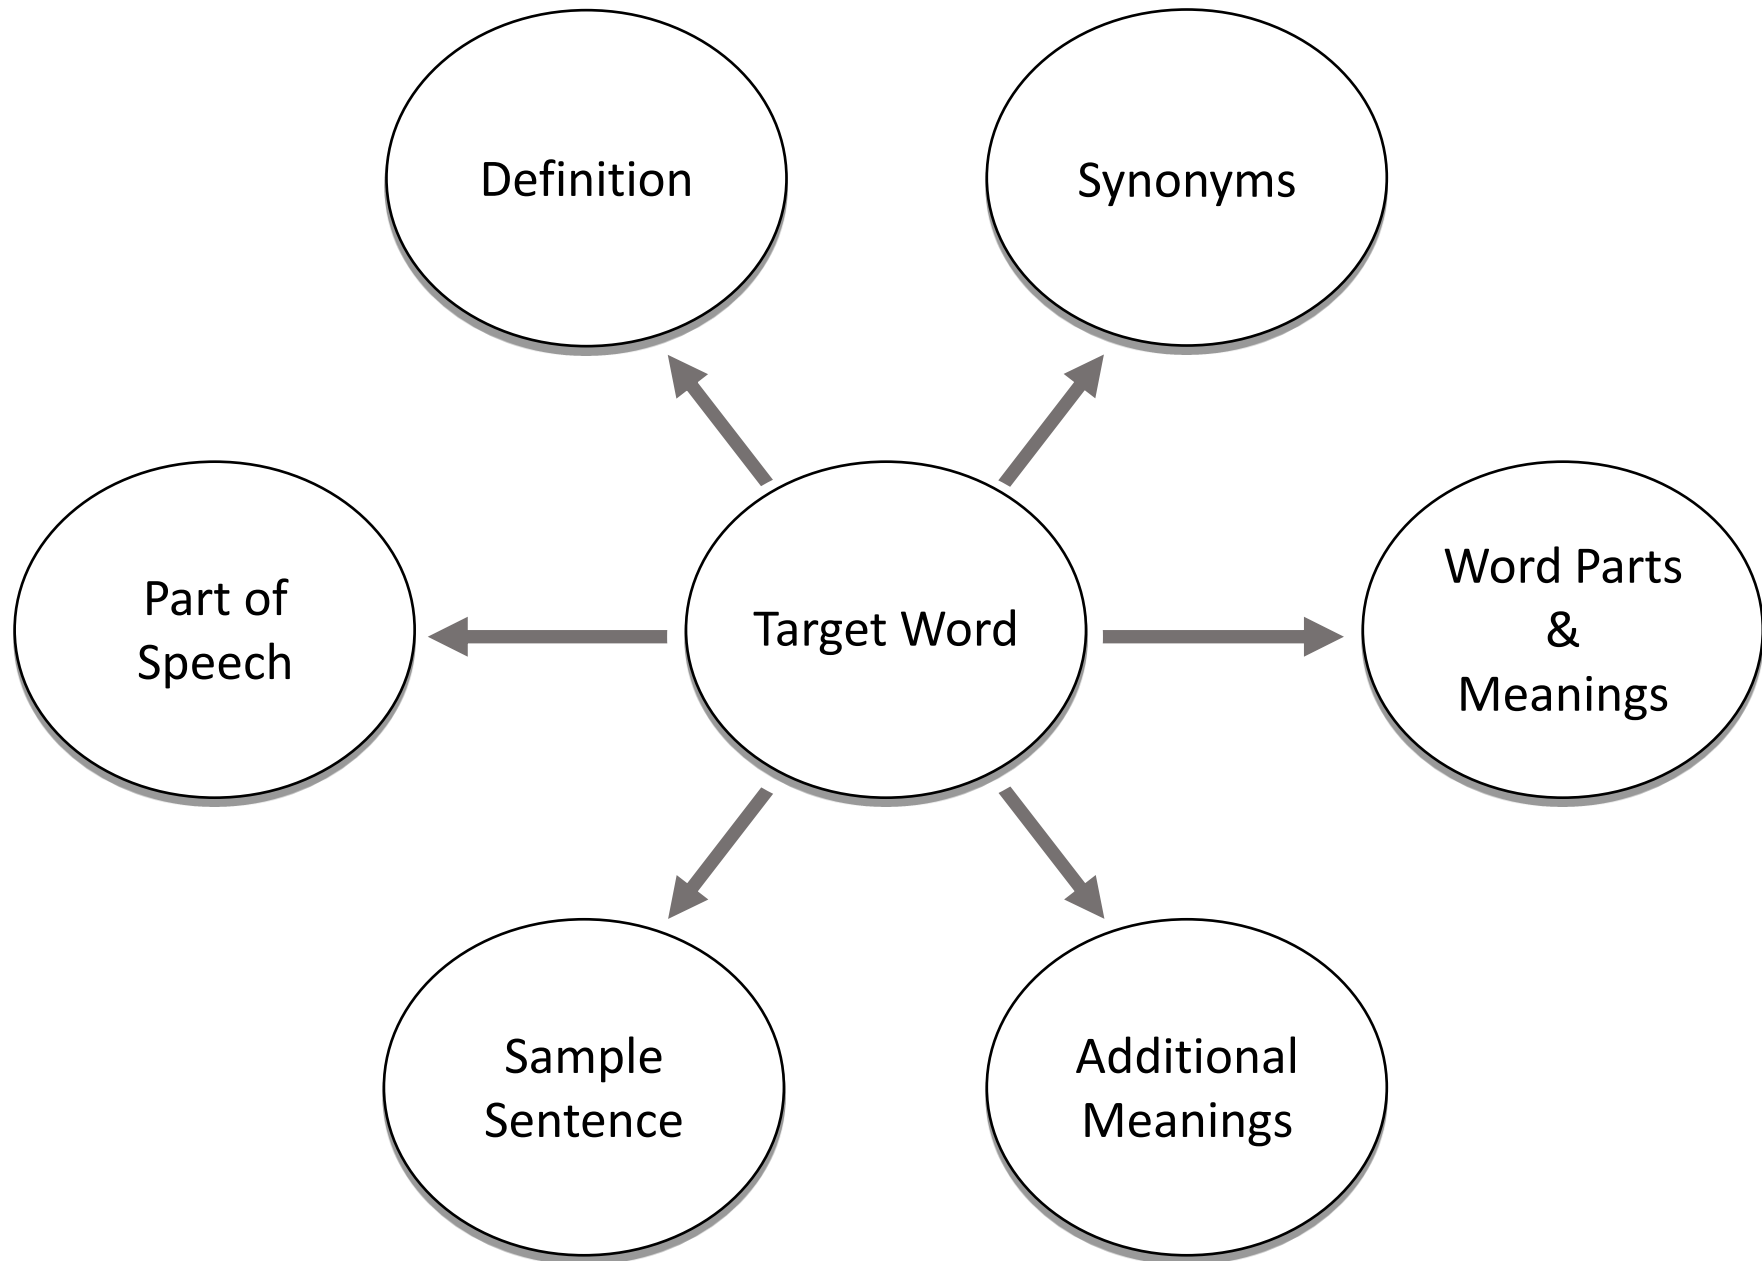 Definition
Synonyms
Part of
Speech
Target Word
Word Parts
&
Meanings
Sample
Sentence
Additional
Meanings